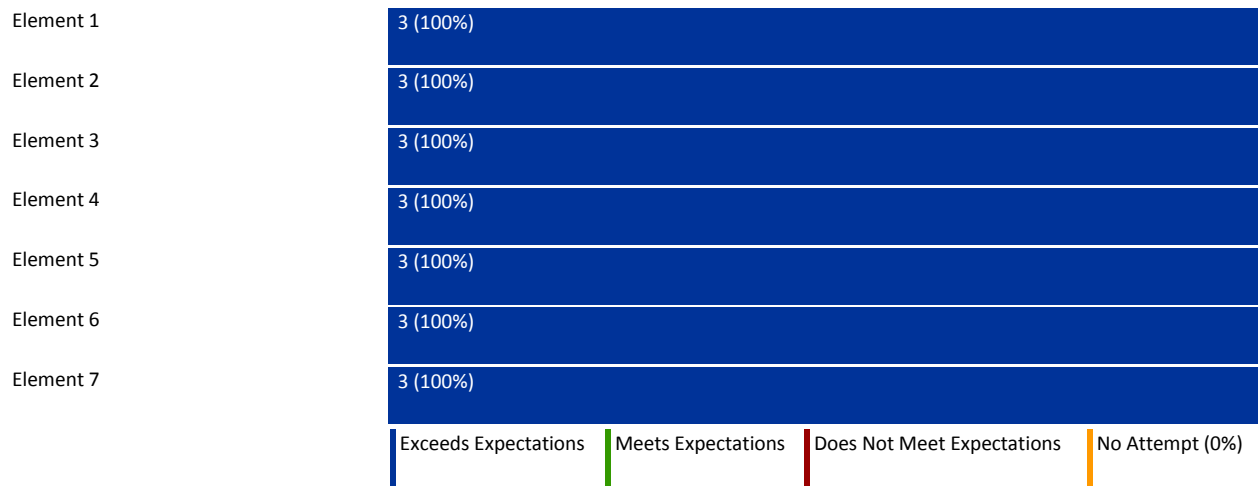 Element 1 3 (100%)
Element 2 3 (100%)
Element 3 3 (100%)
Element 4 3 (100%)
Element 5 3 (100%)
Element 6 3 (100%)
Element 7 3 (100%)
Exceeds Expectations Meets Expectations Does Not Meet Expectations No Attempt (0%)